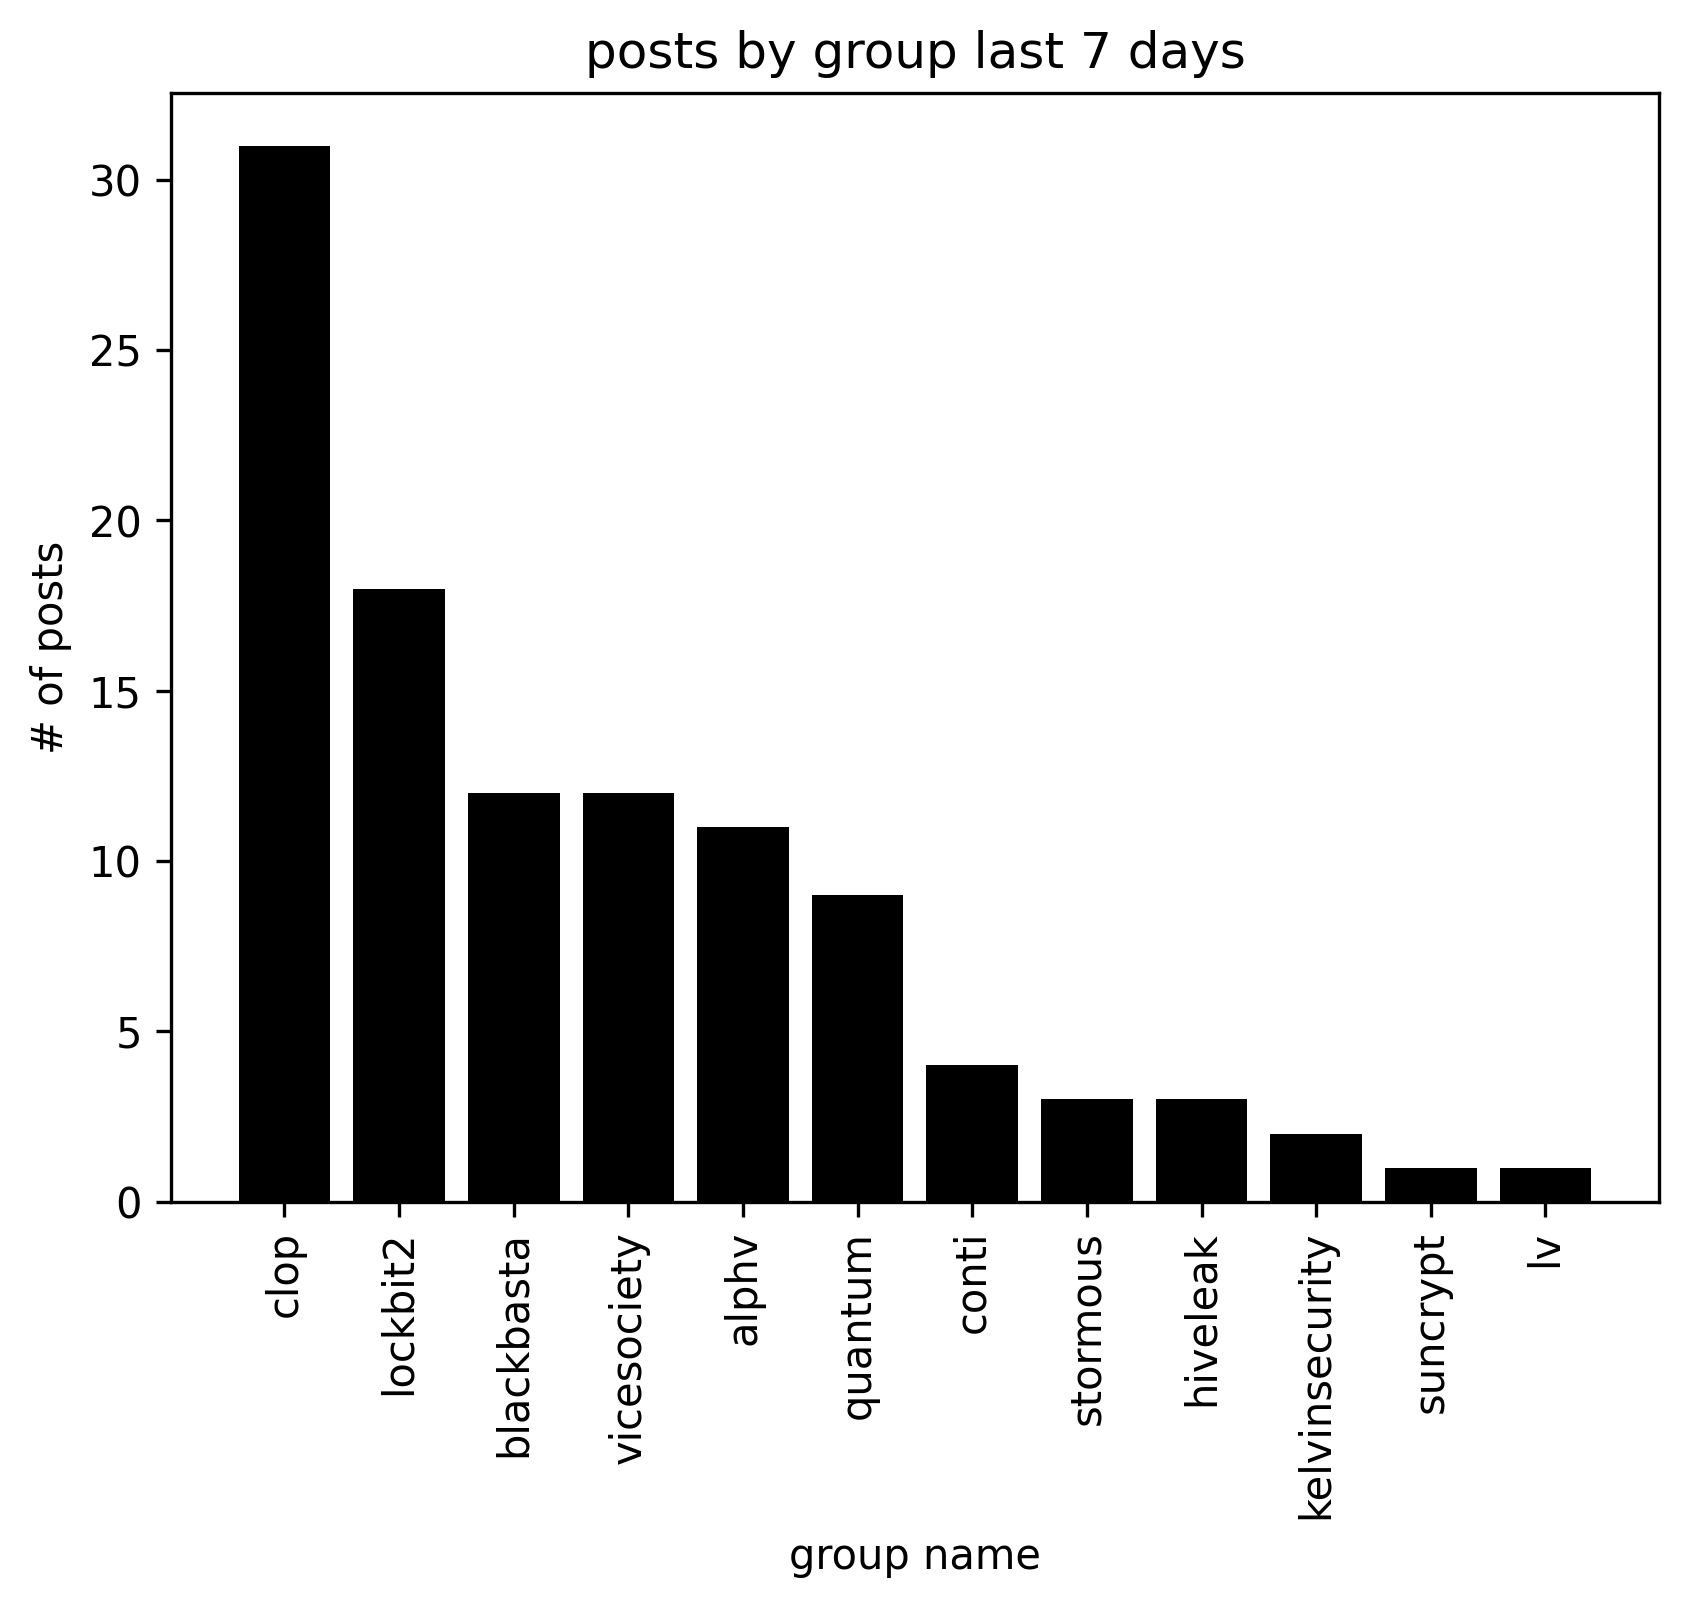 posts by group last 7 days
# of posts
30
25
20
15
10
5
0
clop
lockbit2
blackbasta
vicesociety
alphv
quantum
conti
stormous
hiveleak
kelvinsecurity
suncrypt
lv
group name